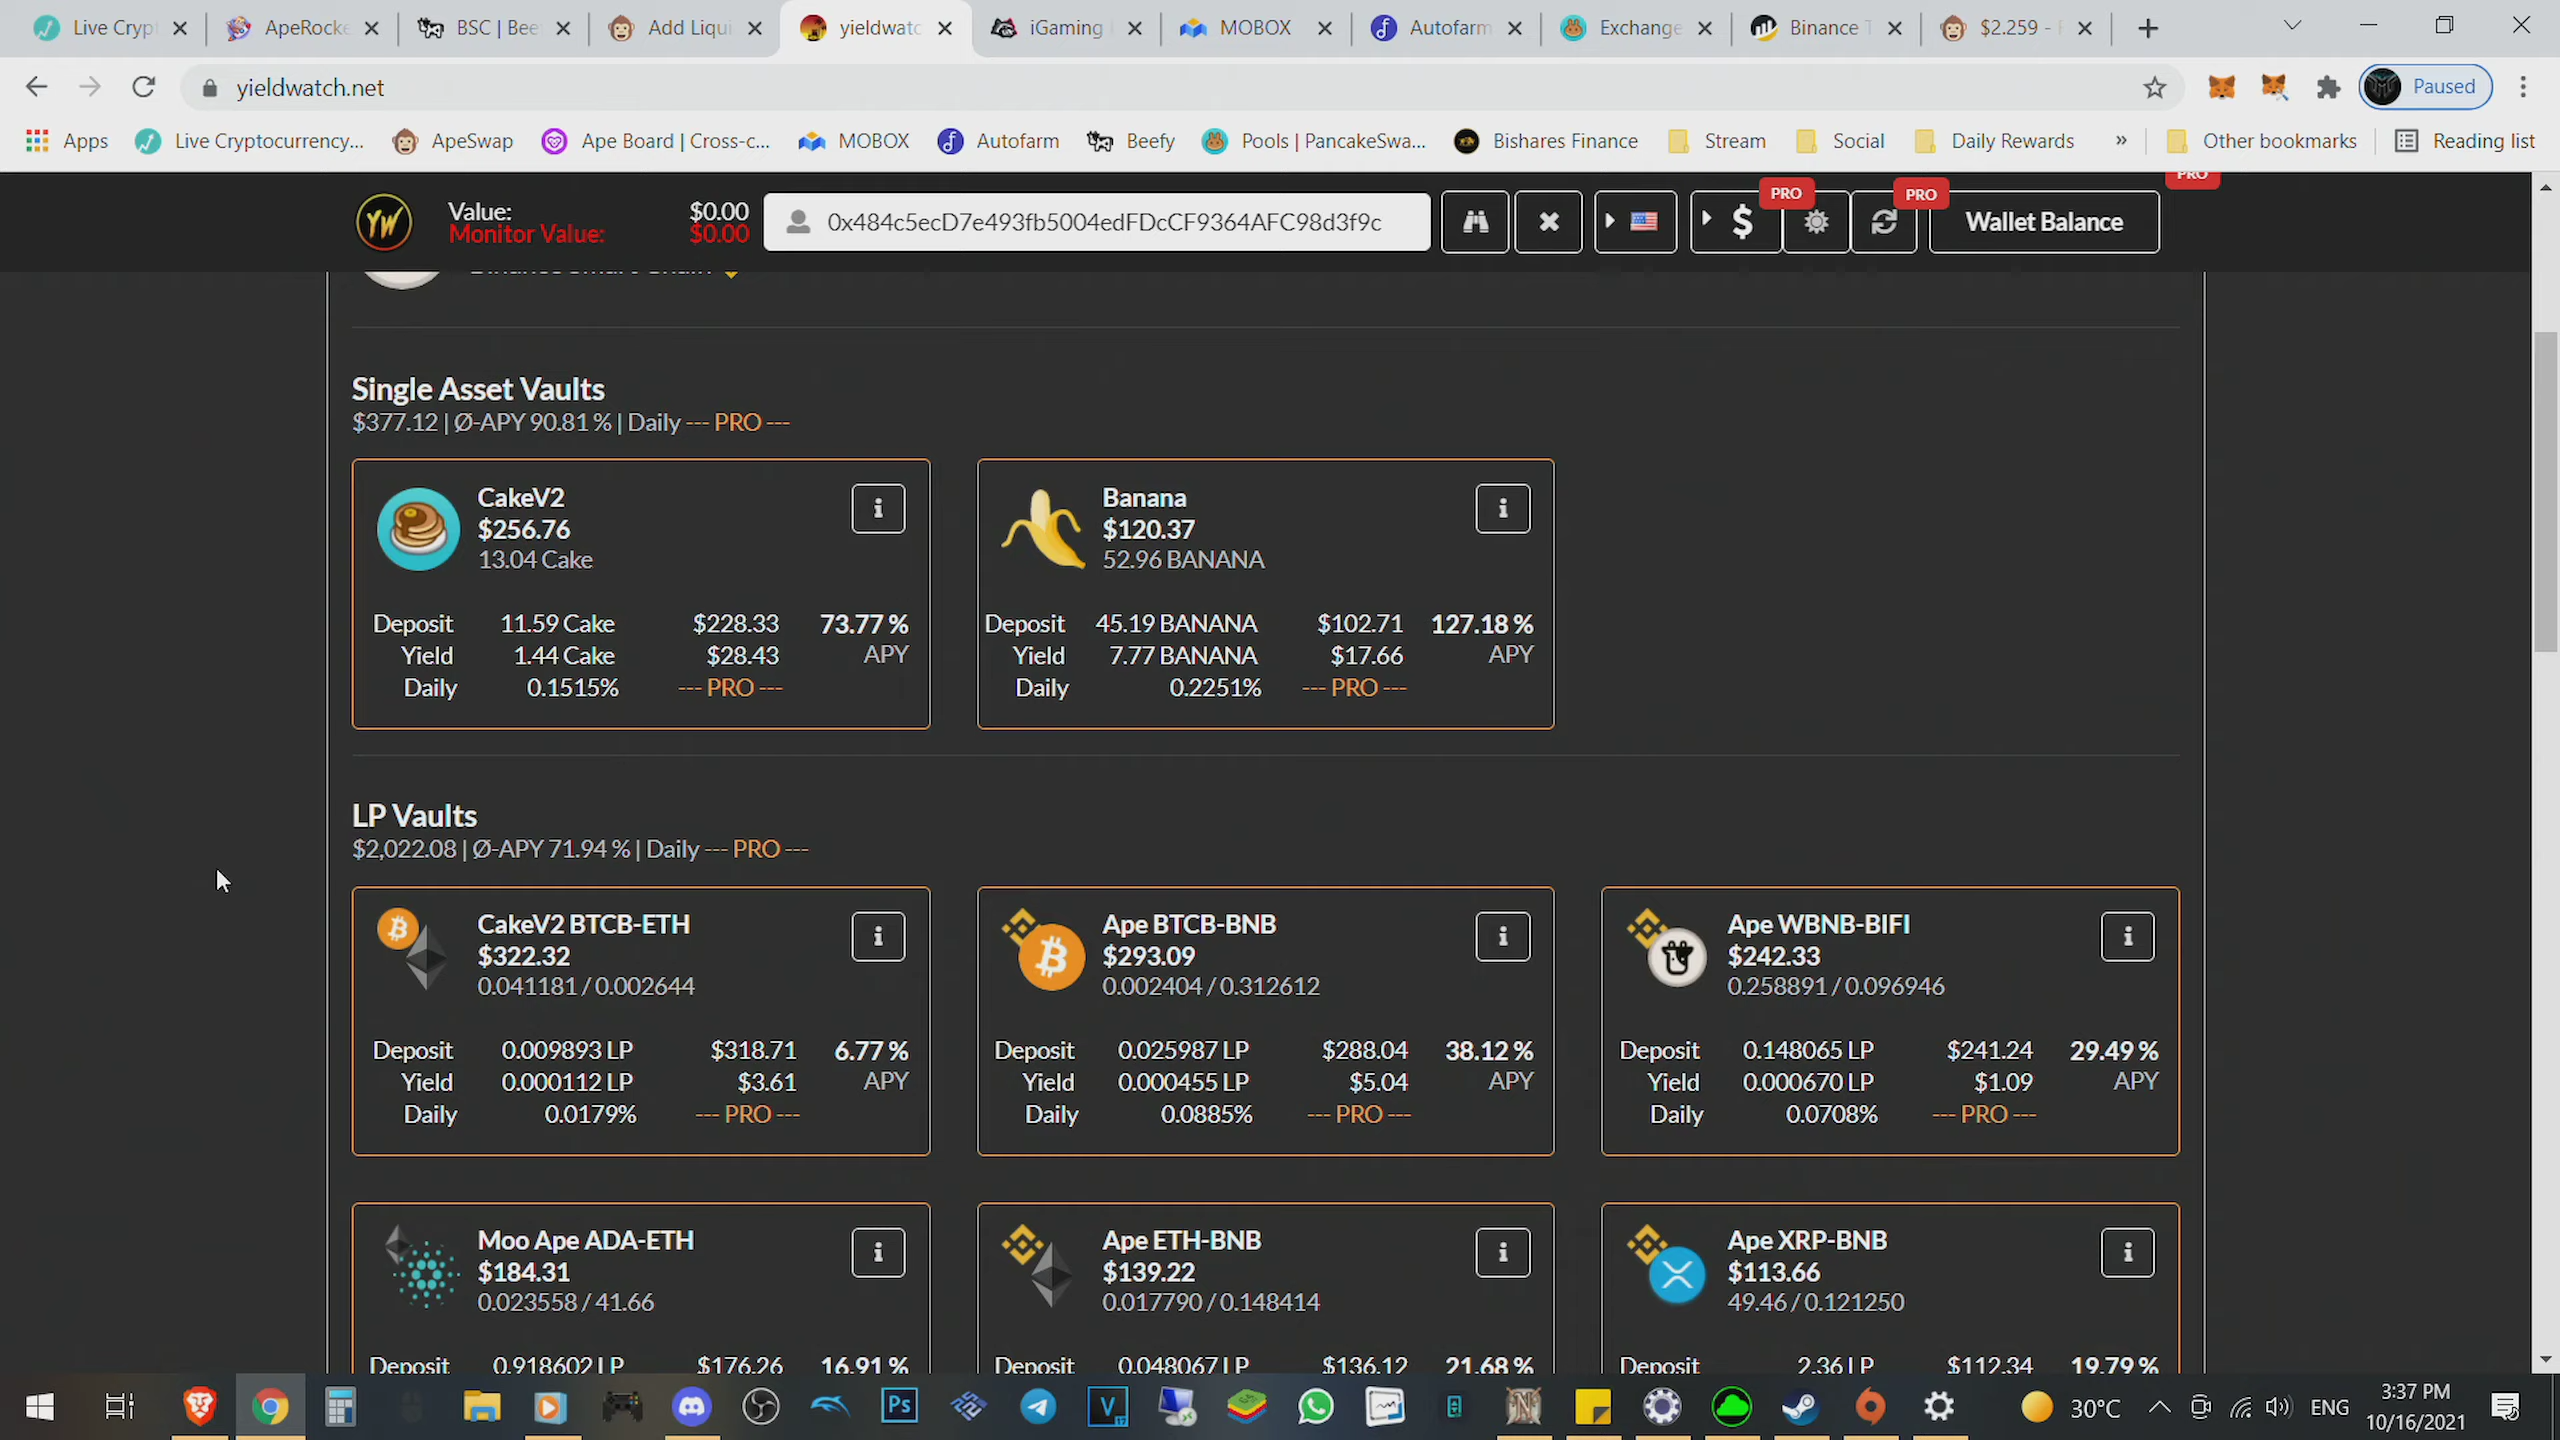 Live Crypt
ApeRocke
BSC | Bee
Add Liqui
yieldwatc
iGaming
MOBOX
Autofarm
Exchange
Binance T
$2.259 -
yieldwatch.net
Paused
Apps
Live Cryptocurrency...
ApeSwap
Ape Board | Cross-c...
MOBOX
Autofarm
Beefy
Pools | PancakeSwa...
Bishares Finance
Stream
Social
Daily Rewards
»
Other bookmarks
Reading list
YW
Value: $0.00
Monitor Value: $0.00
0x484c5ecD7e493fb5004edFDcCF9364AFC98d3f9c
$
PRO
PRO
PRO
Wallet Balance
Single Asset Vaults
$377.12 | Ø-APY 90.81 % | Daily --- PRO ---
CakeV2
$256.76
13.04 Cake
i
Deposit 11.59 Cake $228.33 73.77 %
Yield 1.44 Cake $28.43 APY
Daily 0.1515% --- PRO ---
Banana
$120.37
52.96 BANANA
i
Deposit 45.19 BANANA $102.71 127.18 %
Yield 7.77 BANANA $17.66 APY
Daily 0.2251% --- PRO ---
LP Vaults
$2,022.08 | Ø-APY 71.94 % | Daily --- PRO ---
CakeV2 BTCB-ETH
$322.32
0.041181 / 0.002644
i
Deposit 0.009893 LP $318.71 6.77 %
Yield 0.000112 LP $3.61 APY
Daily 0.0179% --- PRO ---
Ape BTCB-BNB
$293.09
0.002404 / 0.312612
i
Deposit 0.025987 LP $288.04 38.12 %
Yield 0.000455 LP $5.04 APY
Daily 0.0885% --- PRO ---
Ape WBNB-BIFI
$242.33
0.258891 / 0.096946
i
Deposit 0.148065 LP $241.24 29.49 %
Yield 0.000670 LP $1.09 APY
Daily 0.0708% --- PRO ---
Moo Ape ADA-ETH
$184.31
0.023558 / 41.66
i
Deposit 0.918602 LP $176.26 16.91 %
Ape ETH-BNB
$139.22
0.017790 / 0.148414
i
Deposit 0.048067 LP $136.12 21.68 %
Ape XRP-BNB
$113.66
49.46 / 0.121250
i
Deposit 2.36 LP $112.34 19.79 %
Ps
V
30°C
ENG
3:37 PM
10/16/2021